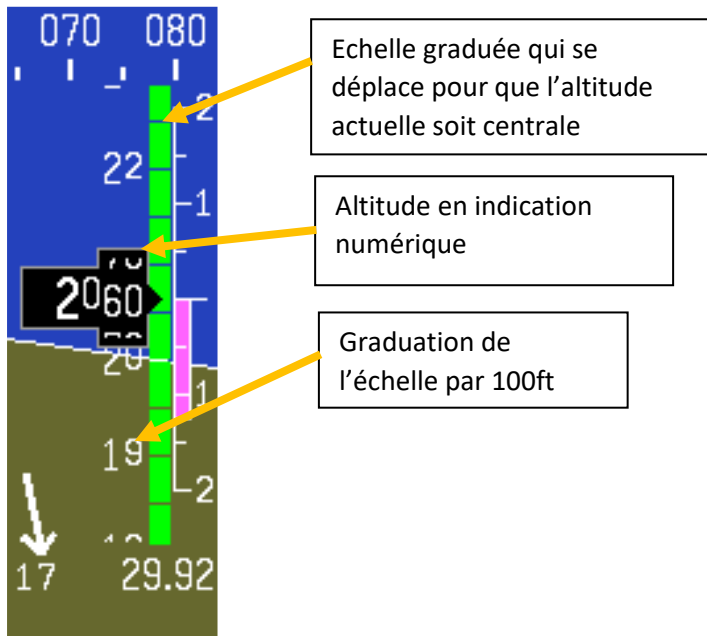 070 080
Echelle graduée qui se
déplace pour que l’altitude
actuelle soit centrale
2
22
1
Altitude en indication
numérique
70
2060
20
Graduation de
l’échelle par 100ft
1
19
2
17 29.92